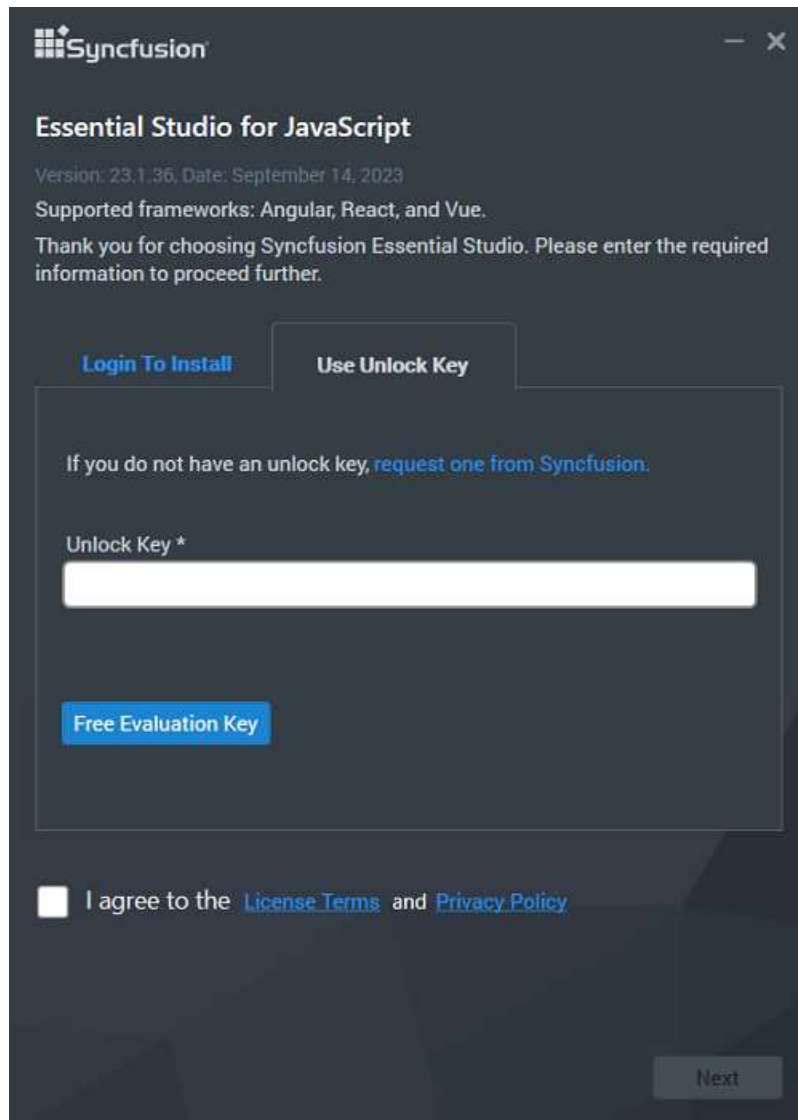 Syncfusion
Essential Studio for JavaScript
Version: 23.1.36, Date: September 14, 2023
Supported frameworks: Angular, React, and Vue.
Thank you for choosing Syncfusion Essential Studio. Please enter the required
information to proceed further.
Login To Install
Use Unlock Key
If you do not have an unlock key, request one from Syncfusion.
Unlock Key *
Free Evaluation Key
I agree to the License Terms and Privacy Policy
Next